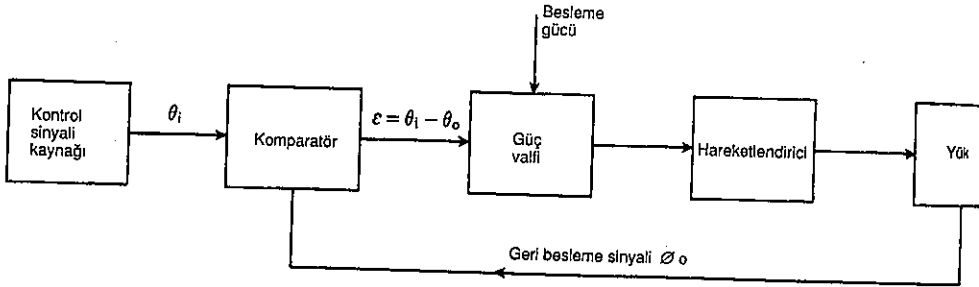 Besleme
gücü
Kontrol
sinyali
kaynağı
θi
Komparatör
ε = θi − θo
Güç
valfi
Hareketlendirici
Yük
Geri besleme sinyali Ø o